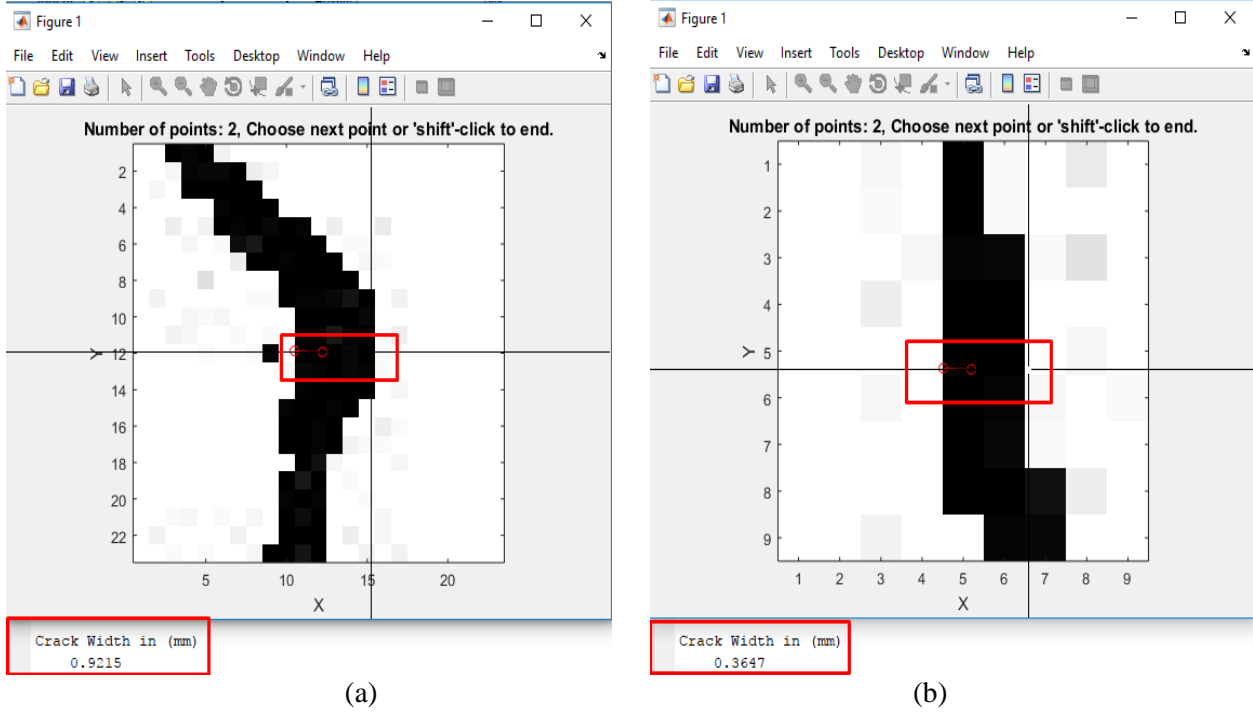 Figure 1
File Edit View Insert Tools Desktop Window Help
Number of points: 2, Choose next point or 'shift'-click to end.
2
4
6
8
10
12
14
16
18
20
22
Y
5 10 15 20
X
Crack Width in (mm)
0.9215
(a)
Figure 1
File Edit View Insert Tools Desktop Window Help
Number of points: 2, Choose next point or 'shift'-click to end.
1
2
3
4
5
6
7
8
9
Y
1 2 3 4 5 6 7 8 9
X
Crack Width in (mm)
0.3647
(b)